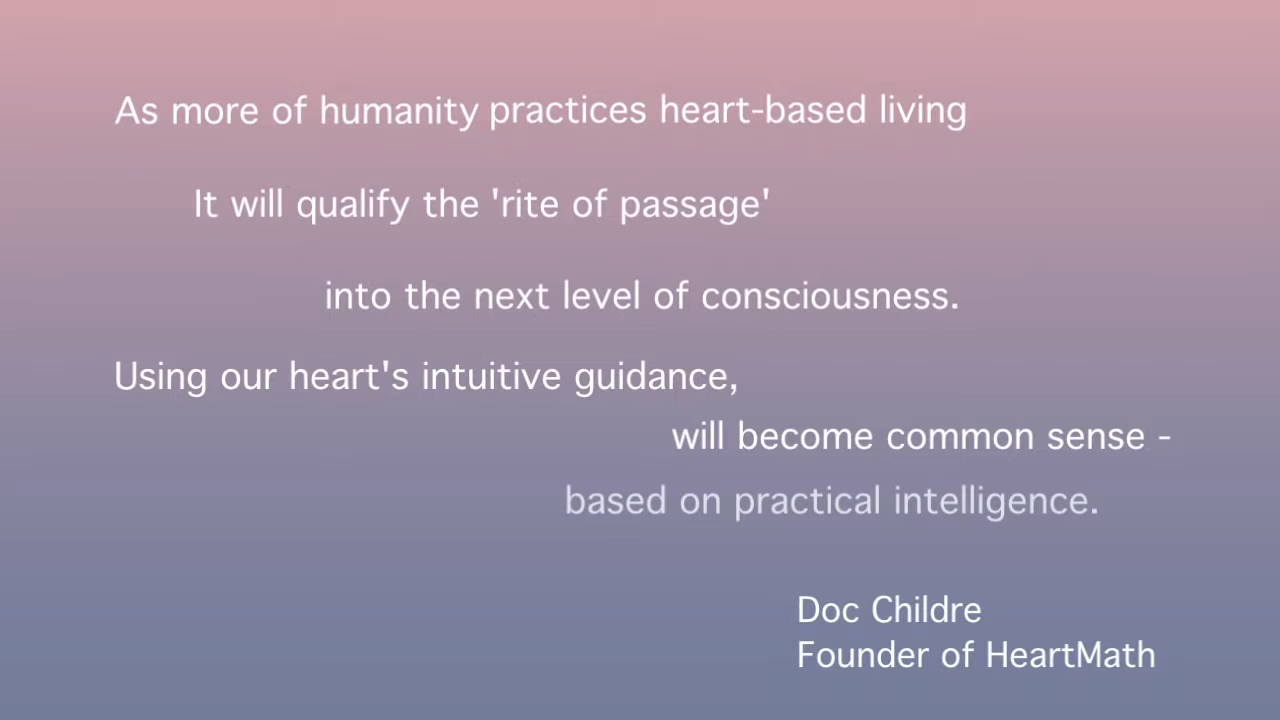 As more of humanity practices heart-based living
It will qualify the 'rite of passage'
into the next level of consciousness.
Using our heart's intuitive guidance,
will become common sense -
based on practical intelligence.
Doc Childre
Founder of HeartMath